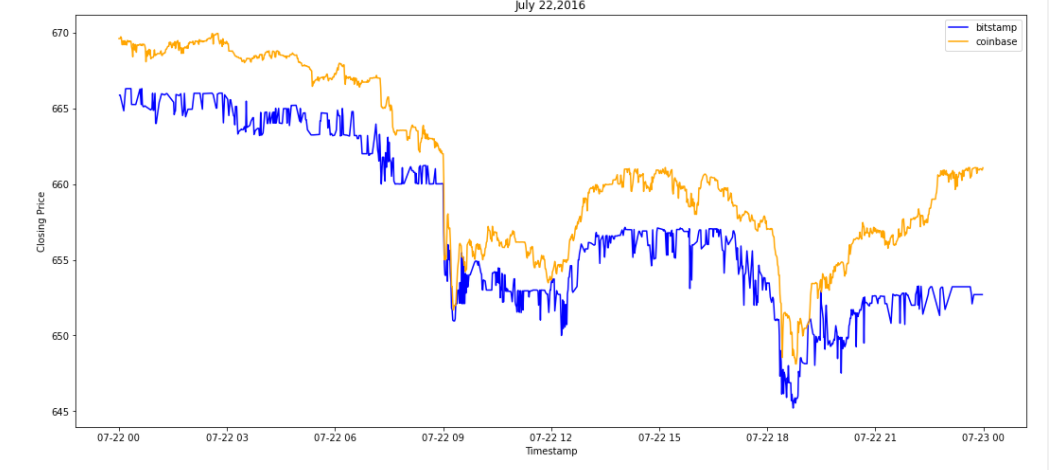 July 22,2016
bitstamp
coinbase
670
665
660
655
650
645
Closing Price
07-22 00 07-22 03 07-22 06 07-22 09 07-22 12 07-22 15 07-22 18 07-22 21 07-23 00
Timestamp